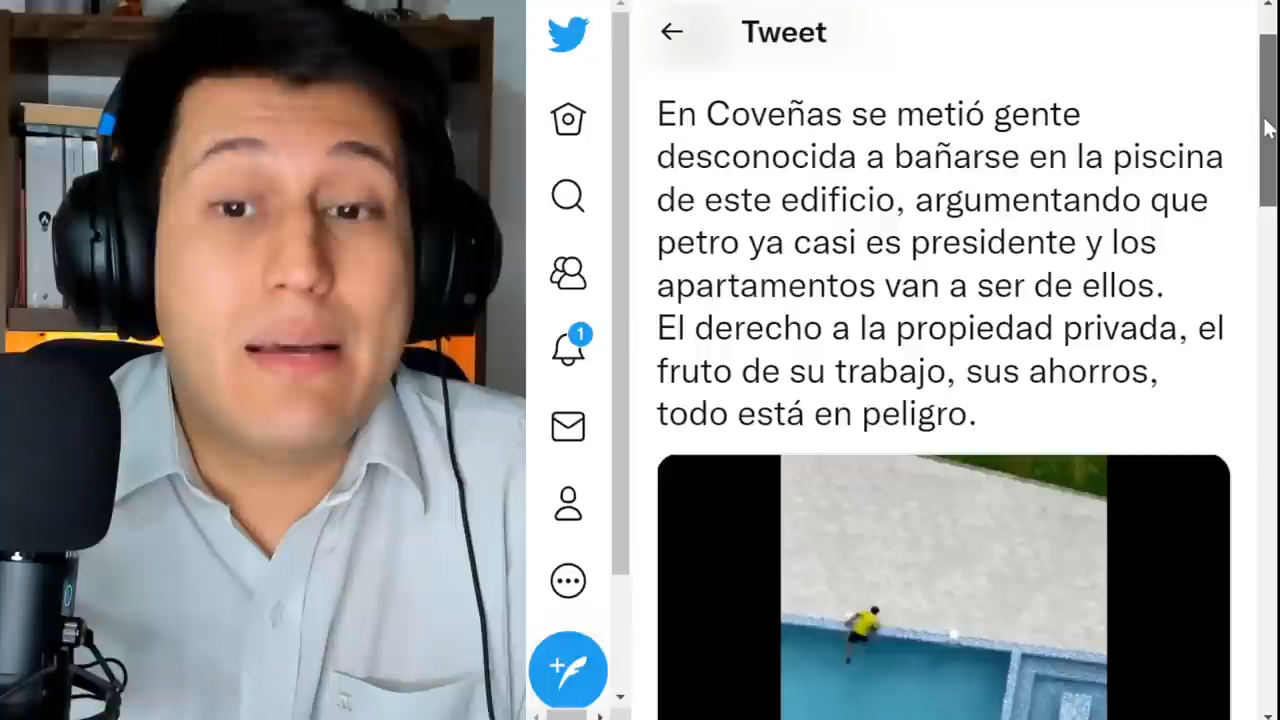 Tweet
En Coveñas se metió gente
desconocida a bañarse en la piscina
de este edificio, argumentando que
petro ya casi es presidente y los
apartamentos van a ser de ellos.
El derecho a la propiedad privada, el
fruto de su trabajo, sus ahorros,
todo está en peligro.
1